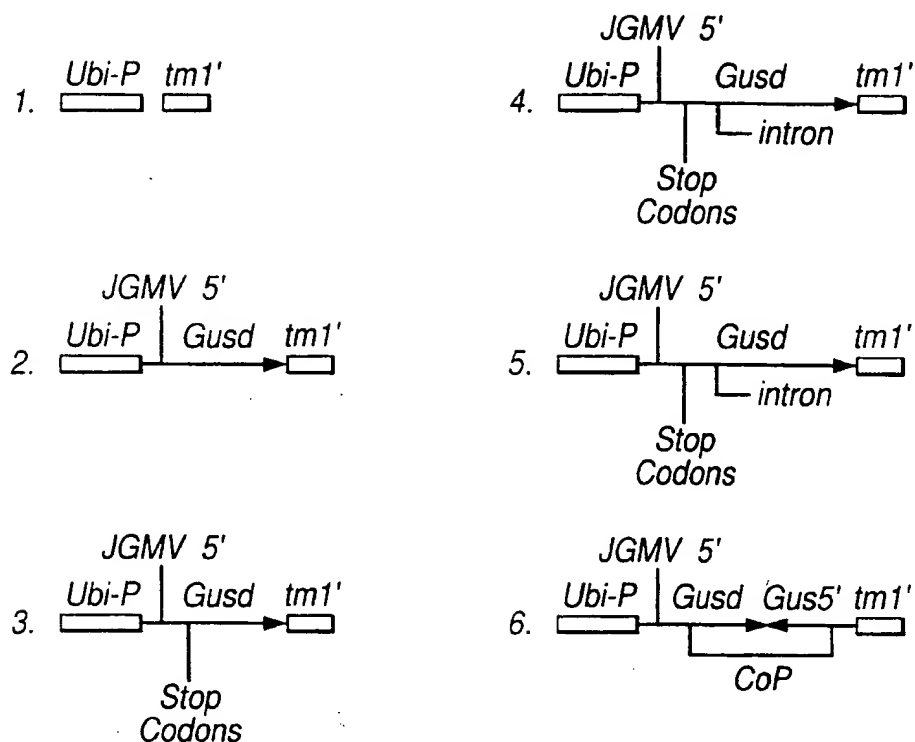 1. Ubi-P tm1'
JGMV 5'
2. Ubi-P Gusd tm1'
JGMV 5'
3. Ubi-P Gusd tm1'
Stop
Codons
JGMV 5'
4. Ubi-P Gusd tm1'
intron
Stop
Codons
JGMV 5'
5. Ubi-P Gusd tm1'
intron
Stop
Codons
JGMV 5'
6. Ubi-P Gusd Gus5' tm1'
CoP